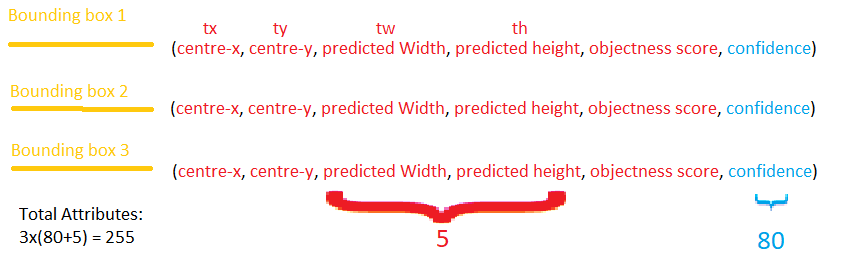 Bounding box 1
tx ty tw th
(centre-x, centre-y, predicted Width, predicted height, objectness score, confidence)
Bounding box 2
(centre-x, centre-y, predicted Width, predicted height, objectness score, confidence)
Bounding box 3
(centre-x, centre-y, predicted Width, predicted height, objectness score, confidence)
Total Attributes:
3x(80+5) = 255
5 80